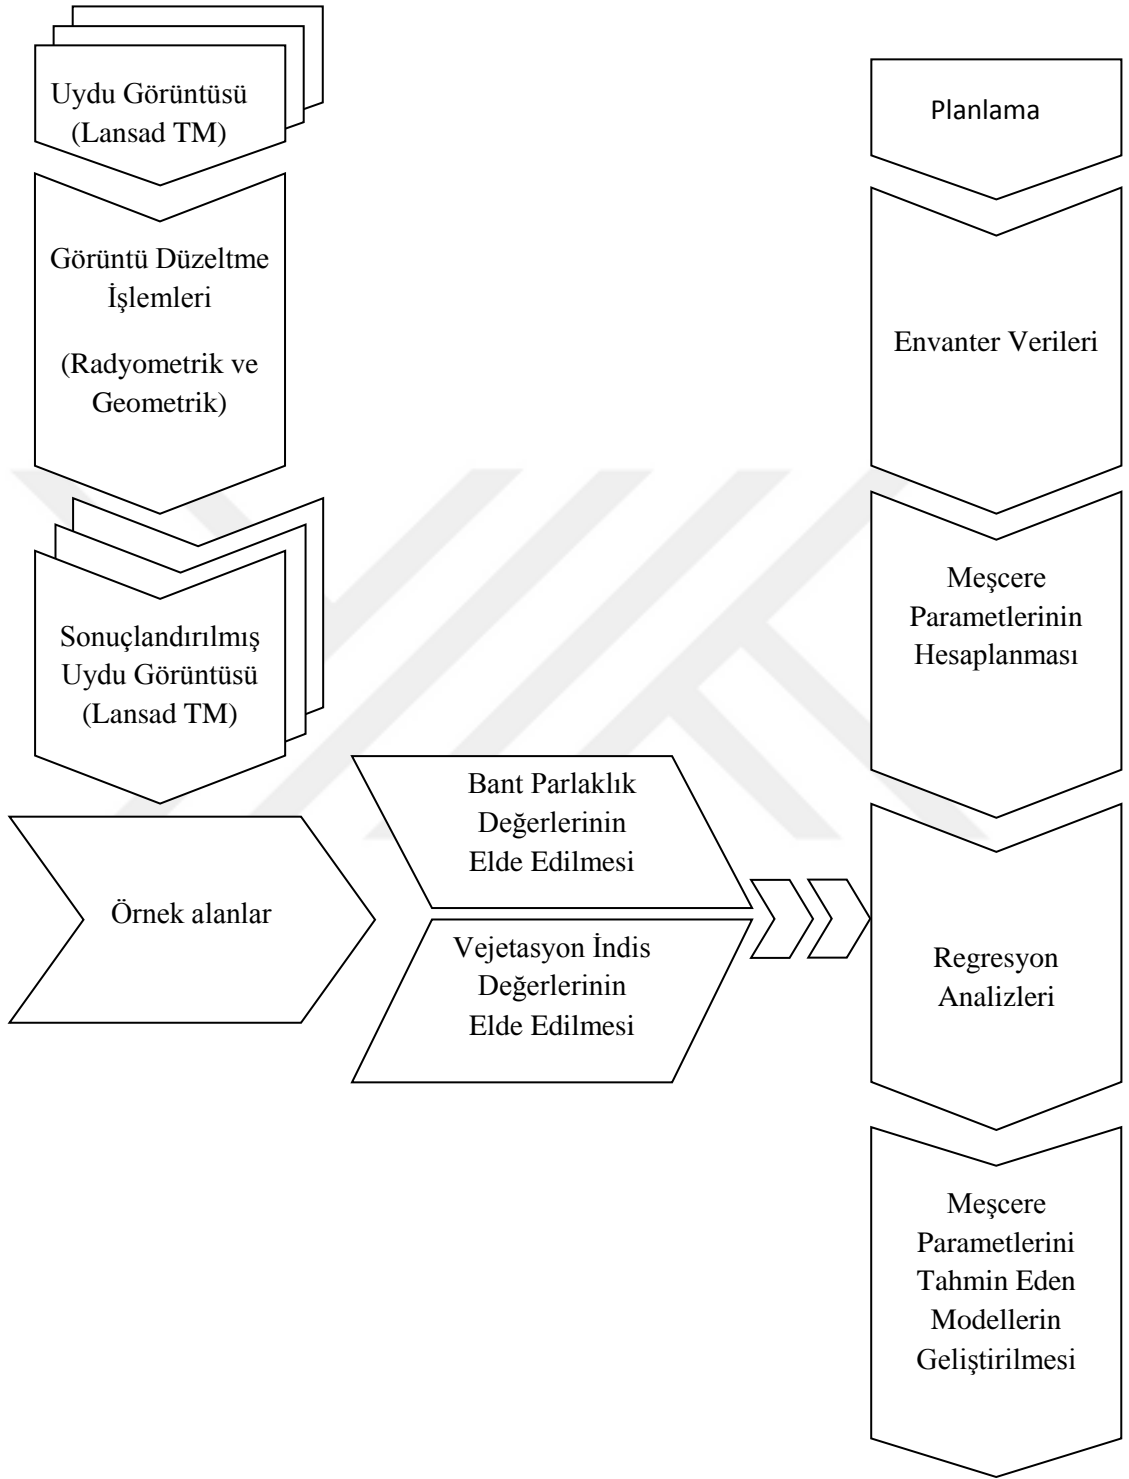 Uydu Görüntüsü
(Lansad TM)
Görüntü Düzeltme
İşlemleri
(Radyometrik ve
Geometrik)
Sonuçlandırılmış
Uydu Görüntüsü
(Lansad TM)
Örnek alanlar
Bant Parlaklık
Değerlerinin
Elde Edilmesi
Vejetasyon İndis
Değerlerinin
Elde Edilmesi
Planlama
Envanter Verileri
Meşcere
Parametlerinin
Hesaplanması
Regresyon
Analizleri
Meşcere
Parametlerini
Tahmin Eden
Modellerin
Geliştirilmesi